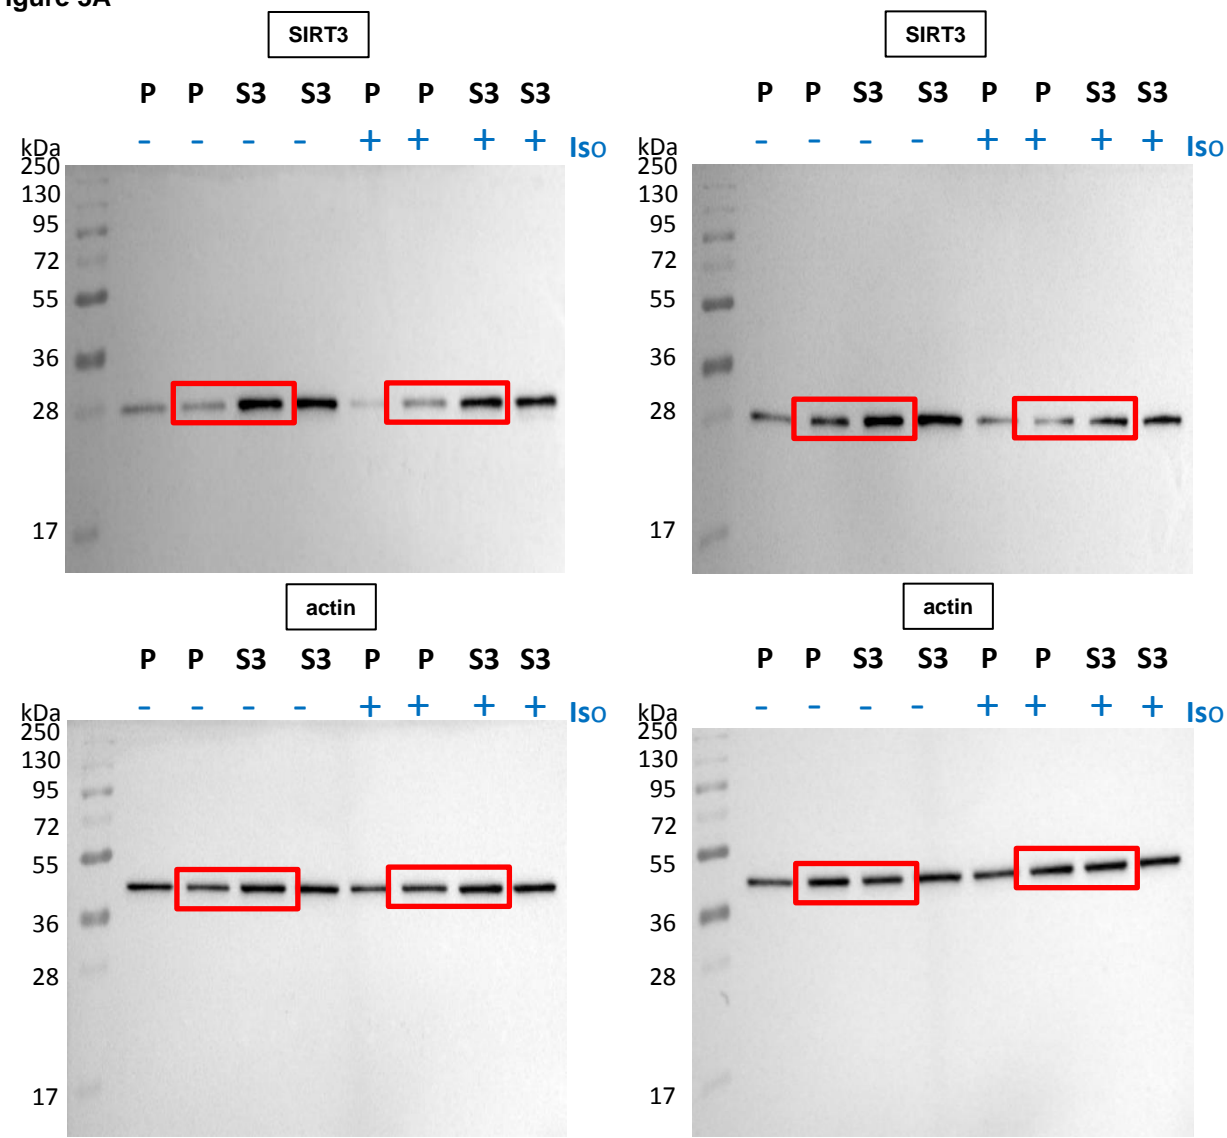 Figure 3A
SIRT3
P P S3 S3 P P S3 S3
- - - - + + + + Iso
kDa
250
130
95
72
55
36
28
17
SIRT3
P P S3 S3 P P S3 S3
- - - - + + + + Iso
kDa
250
130
95
72
55
36
28
17
actin
P P S3 S3 P P S3 S3
- - - - + + + + Iso
kDa
250
130
95
72
55
36
28
17
actin
P P S3 S3 P P S3 S3
- - - - + + + + Iso
kDa
250
130
95
72
55
36
28
17